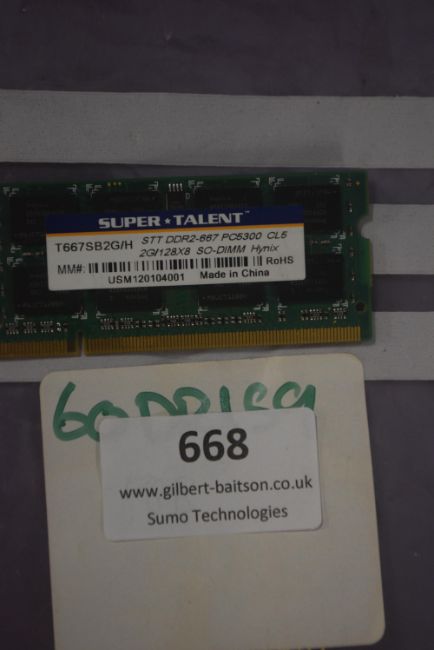 SUPER★TALENT™
T667SB2G/H STT DDR2-667 PC5300 CL5
2G/128X8 SO-DIMM Hynix
MM#: RoHS
USM120104001 Made in China
668
www.gilbert-baitson.co.uk
Sumo Technologies